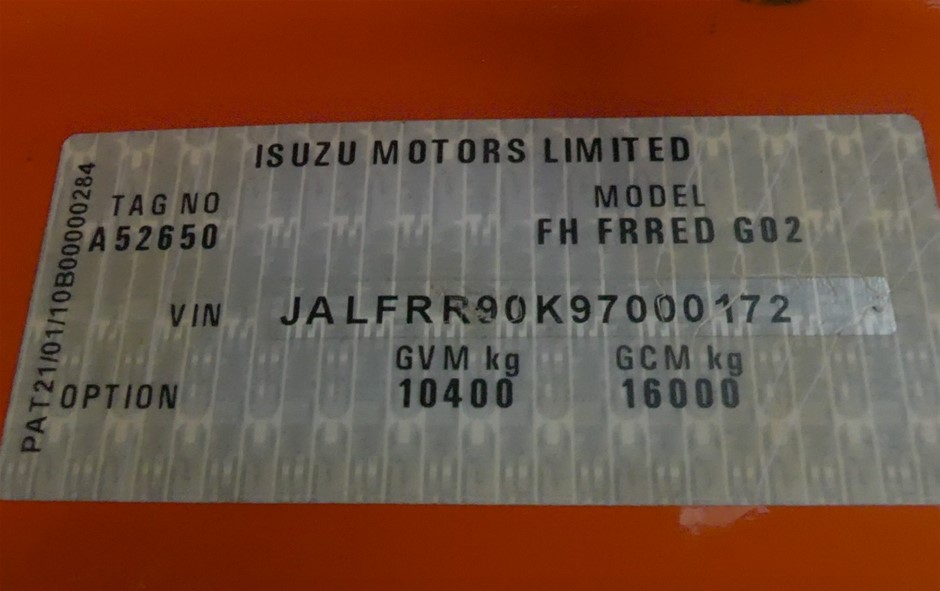 ISUZU MOTORS LIMITED
TAG NO
A52650
MODEL
FH FRRED G02
VIN JALFRR90K97000172
GVM kg
10400
GCM kg
16000
OPTION
PAT21/01/10B00000284